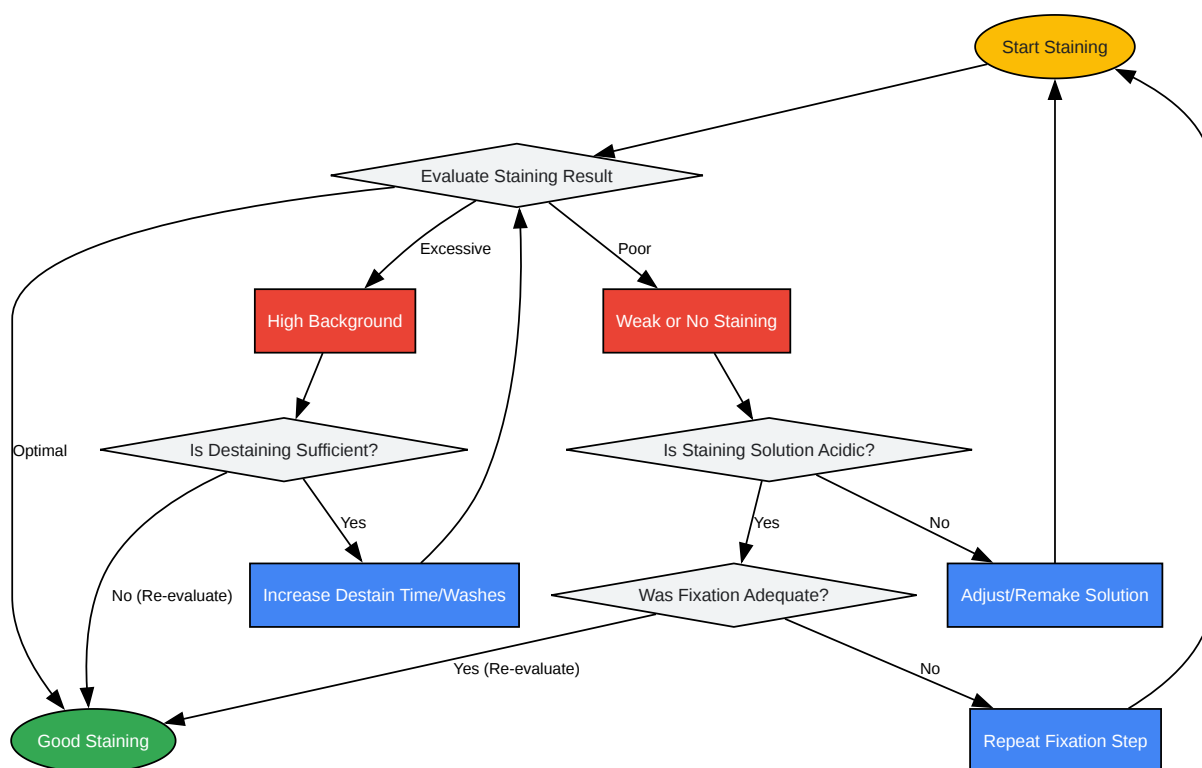 Start Staining
Evaluate Staining Result
Excessive
Poor
High Background
Weak or No Staining
Optimal
Is Destaining Sufficient?
Is Staining Solution Acidic?
Yes
Yes
No
No (Re-evaluate)
Increase Destain Time/Washes
Was Fixation Adequate?
Adjust/Remake Solution
Yes (Re-evaluate)
No
Good Staining
Repeat Fixation Step